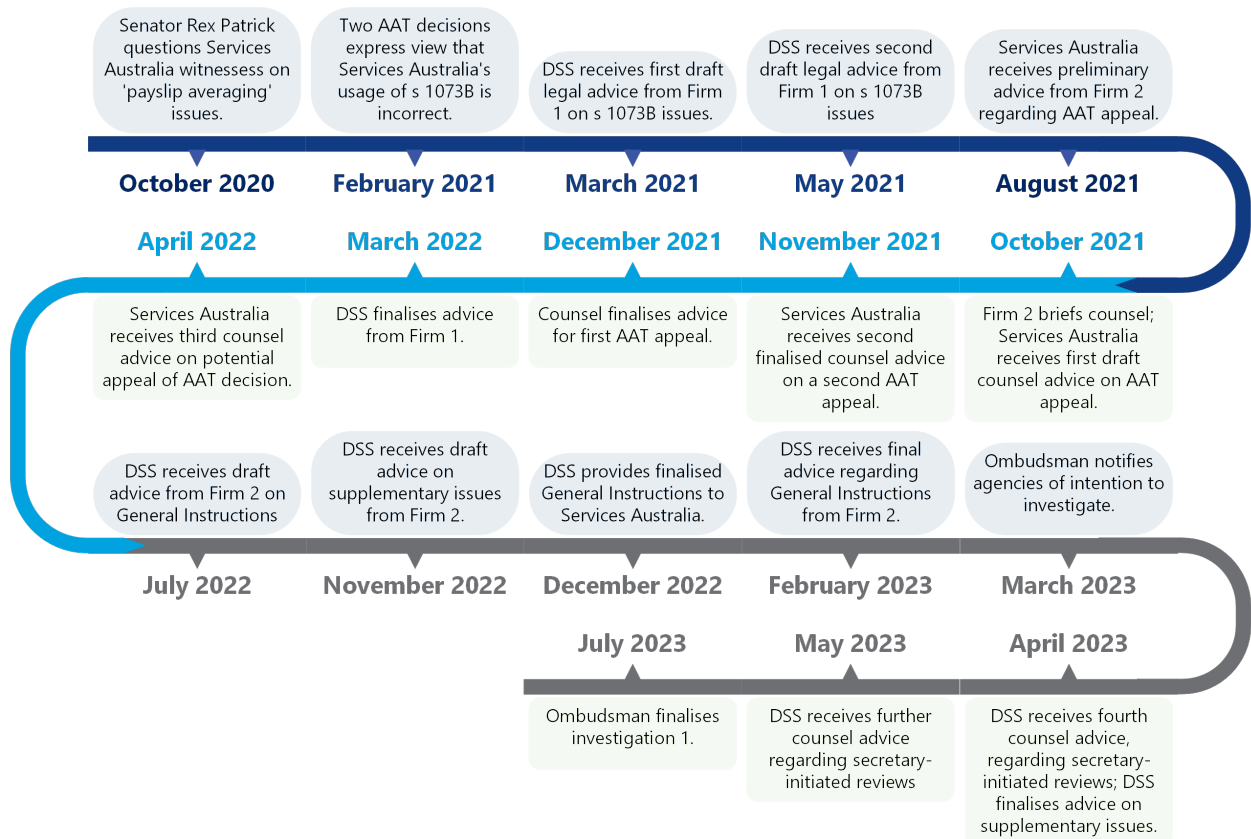 Senator Rex Patrick
questions Services
Australia witnessess on
'payslip averaging'
issues.
October 2020
Two AAT decisions
express view that
Services Australia's
usage of s 1073B is
incorrect.
February 2021
DSS receives first draft
legal advice from Firm
1 on s 1073B issues.
March 2021
DSS receives second
draft legal advice from
Firm 1 on s 1073B
issues
May 2021
Services Australia
receives preliminary
advice from Firm 2
regarding AAT appeal.
August 2021
October 2021
Firm 2 briefs counsel;
Services Australia
receives first draft
counsel advice on AAT
appeal.
November 2021
Services Australia
receives second
finalised counsel advice
on a second AAT
appeal.
December 2021
Counsel finalises advice
for first AAT appeal.
March 2022
DSS finalises advice
from Firm 1.
April 2022
Services Australia
receives third counsel
advice on potential
appeal of AAT decision.
DSS receives draft
advice from Firm 2 on
General Instructions
July 2022
DSS receives draft
advice on
supplementary issues
from Firm 2.
November 2022
DSS provides finalised
General Instructions to
Services Australia.
December 2022
DSS receives final
advice regarding
General Instructions
from Firm 2.
February 2023
Ombudsman notifies
agencies of intention to
investigate.
March 2023
April 2023
DSS receives fourth
counsel advice,
regarding secretary-
initiated reviews; DSS
finalises advice on
supplementary issues.
May 2023
DSS receives further
counsel advice
regarding secretary-
initiated reviews
July 2023
Ombudsman finalises
investigation 1.